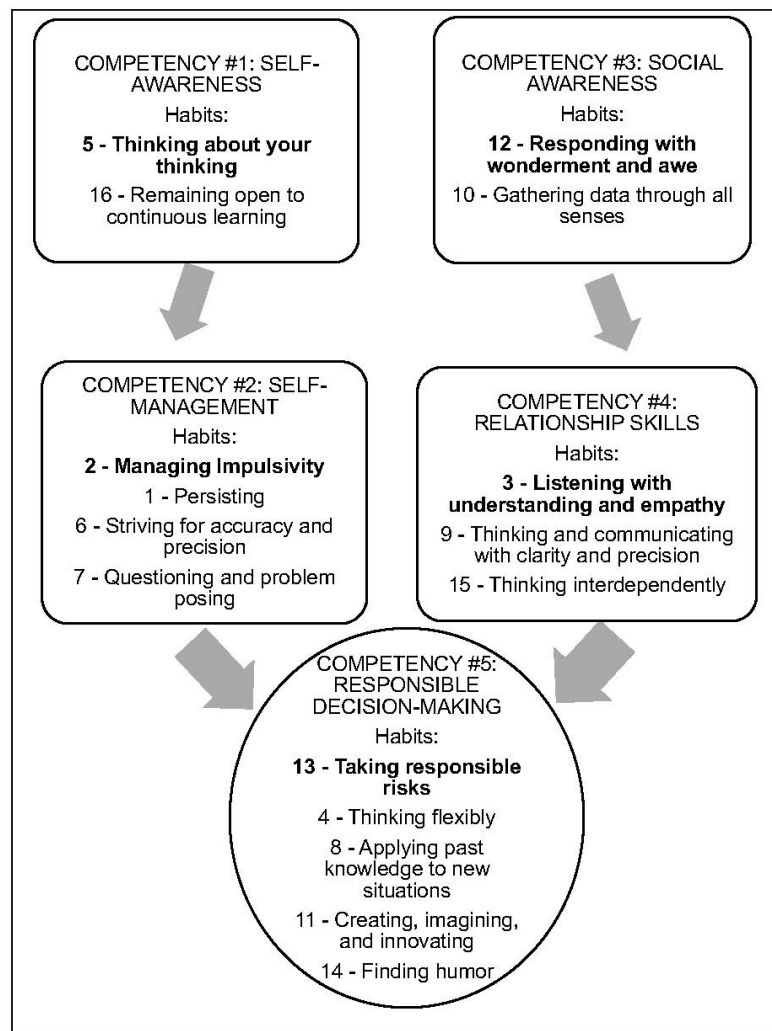 COMPETENCY #1: SELF-
AWARENESS
Habits:
5 - Thinking about your
thinking
16 - Remaining open to
continuous learning
COMPETENCY #3: SOCIAL
AWARENESS
Habits:
12 - Responding with
wonderment and awe
10 - Gathering data through all
senses
COMPETENCY #2: SELF-
MANAGEMENT
Habits:
2 - Managing Impulsivity
1 - Persisting
6 - Striving for accuracy and
precision
7 - Questioning and problem
posing
COMPETENCY #4:
RELATIONSHIP SKILLS
Habits:
3 - Listening with
understanding and empathy
9 - Thinking and communicating
with clarity and precision
15 - Thinking interdependently
COMPETENCY #5:
RESPONSIBLE
DECISION-MAKING
Habits:
13 - Taking responsible
risks
4 - Thinking flexibly
8 - Applying past
knowledge to new
situations
11 - Creating, imagining,
and innovating
14 - Finding humor